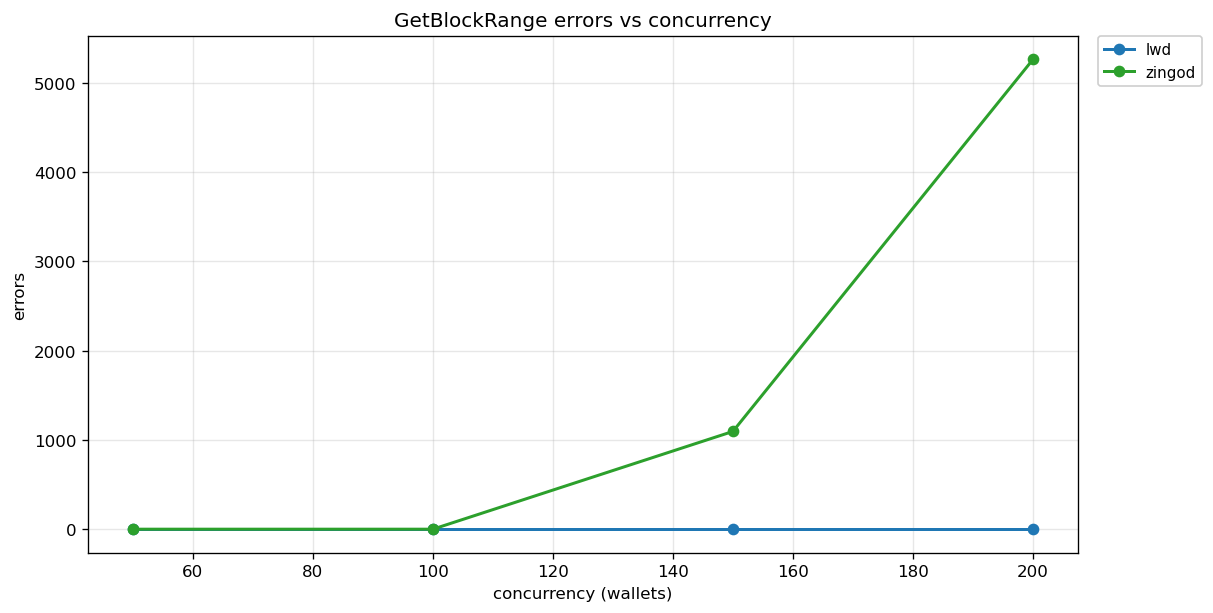 GetBlockRange errors vs concurrency
lwd
zingod
errors
5000
4000
3000
2000
1000
0
60 80 100 120 140 160 180 200
concurrency (wallets)